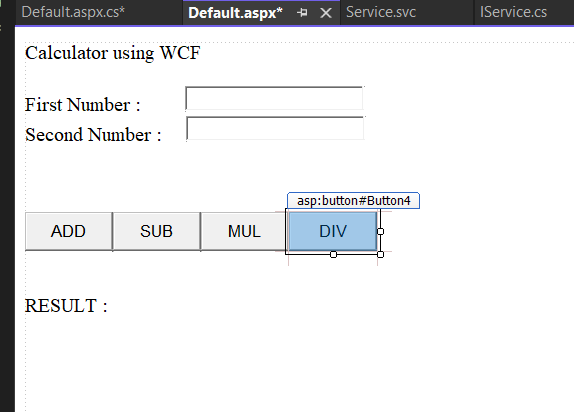 Default.aspx.cs* Default.aspx* Service.svc IService.cs
Calculator using WCF
First Number :
Second Number :
asp:button#Button4
ADD SUB MUL DIV
RESULT :